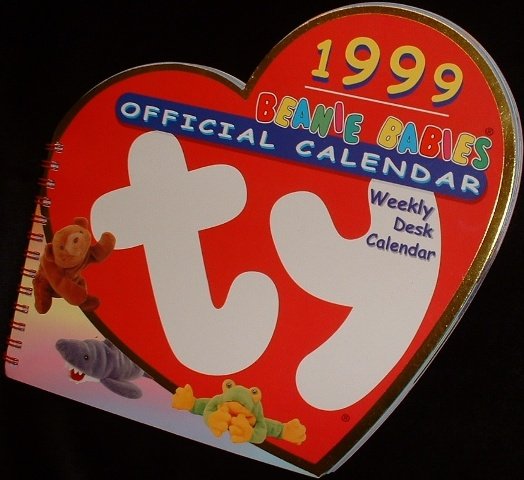 1999
BEANIE BABIES®
OFFICIAL CALENDAR
ty®
Weekly
Desk
Calendar